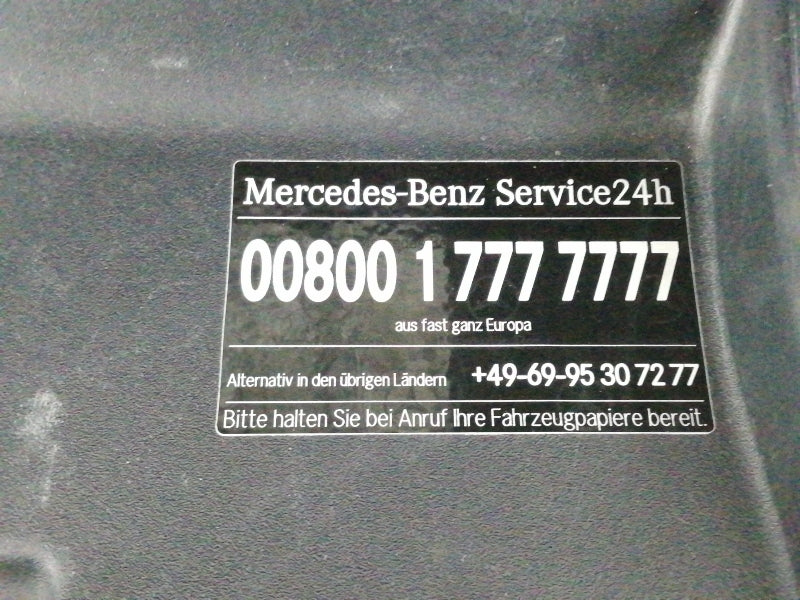 Mercedes-Benz Service24h
00800 1 777 7777
aus fast ganz Europa
Alternativ in den übrigen Ländern +49-69-95 30 72 77
Bitte halten Sie bei Anruf Ihre Fahrzeugpapiere bereit.